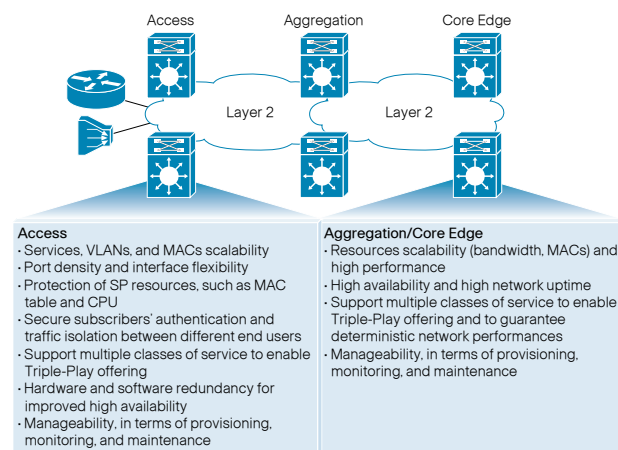 Access
Aggregation
Core Edge
Layer 2
Layer 2
Access
· Services, VLANs, and MACs scalability
· Port density and interface flexibility
· Protection of SP resources, such as MAC
table and CPU
· Secure subscribers' authentication and
traffic isolation between different end users
· Support multiple classes of service to enable
Triple-Play offering
· Hardware and software redundancy for
improved high availability
· Manageability, in terms of provisioning,
monitoring, and maintenance
Aggregation/Core Edge
· Resources scalability (bandwidth, MACs) and
high performance
· High availability and high network uptime
· Support multiple classes of service to enable
Triple-Play offering and to guarantee
deterministic network performances
· Manageability, in terms of provisioning,
monitoring, and maintenance